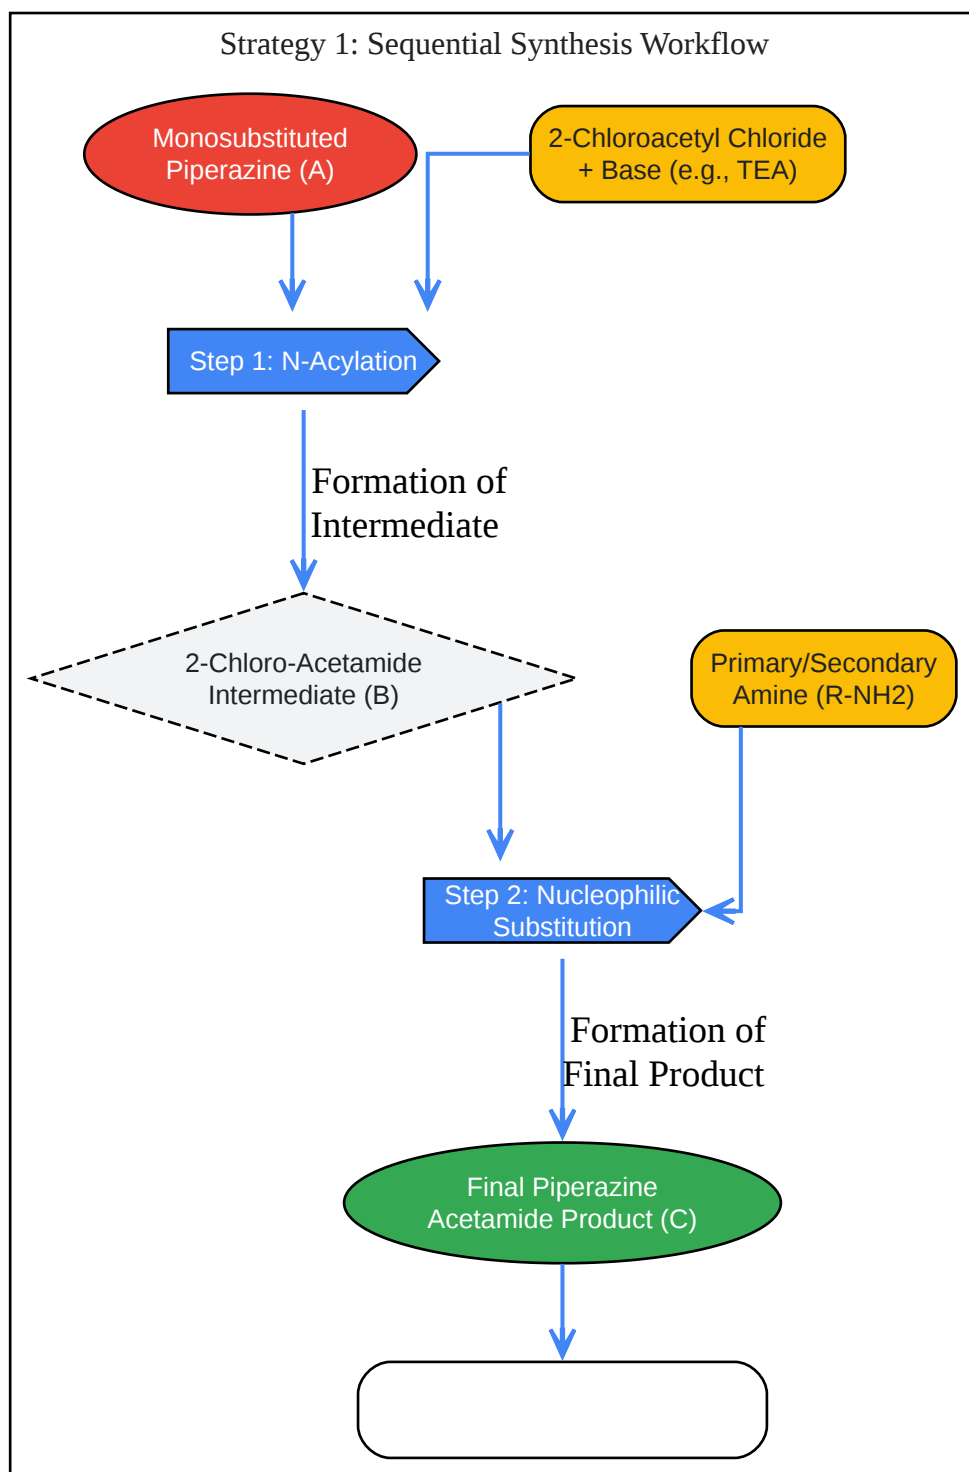 Strategy 1: Sequential Synthesis Workflow
Monosubstituted
Piperazine (A)
2-Chloroacetyl Chloride
+ Base (e.g., TEA)
Step 1: N-Acylation
Formation of
Intermediate
2-Chloro-Acetamide
Intermediate (B)
Primary/Secondary
Amine (R-NH2)
Step 2: Nucleophilic
Substitution
Formation of
Final Product
Final Piperazine
Acetamide Product (C)